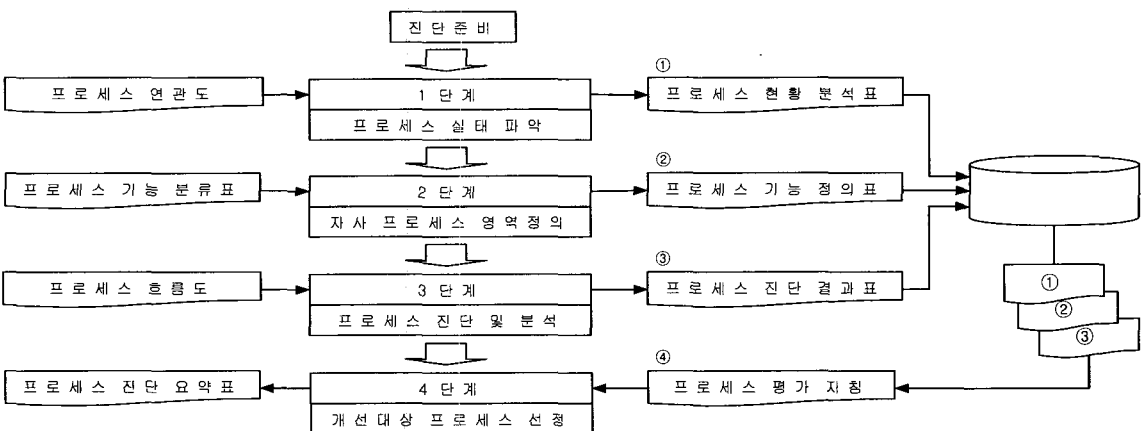 진단준비
①
프로세스 연관도
1 단계
프로세스 현황 분석표
프로세스 실태 파악
②
프로세스 기능 분류표
2 단계
프로세스 기능 정의표
자사 프로세스 영역정의
③
프로세스 흐름도
3 단계
프로세스 진단 결과표
프로세스 진단 및 분석
①
②
③
④
프로세스 진단 요약표
4 단계
프로세스 평가 지침
개선대상 프로세스 선정